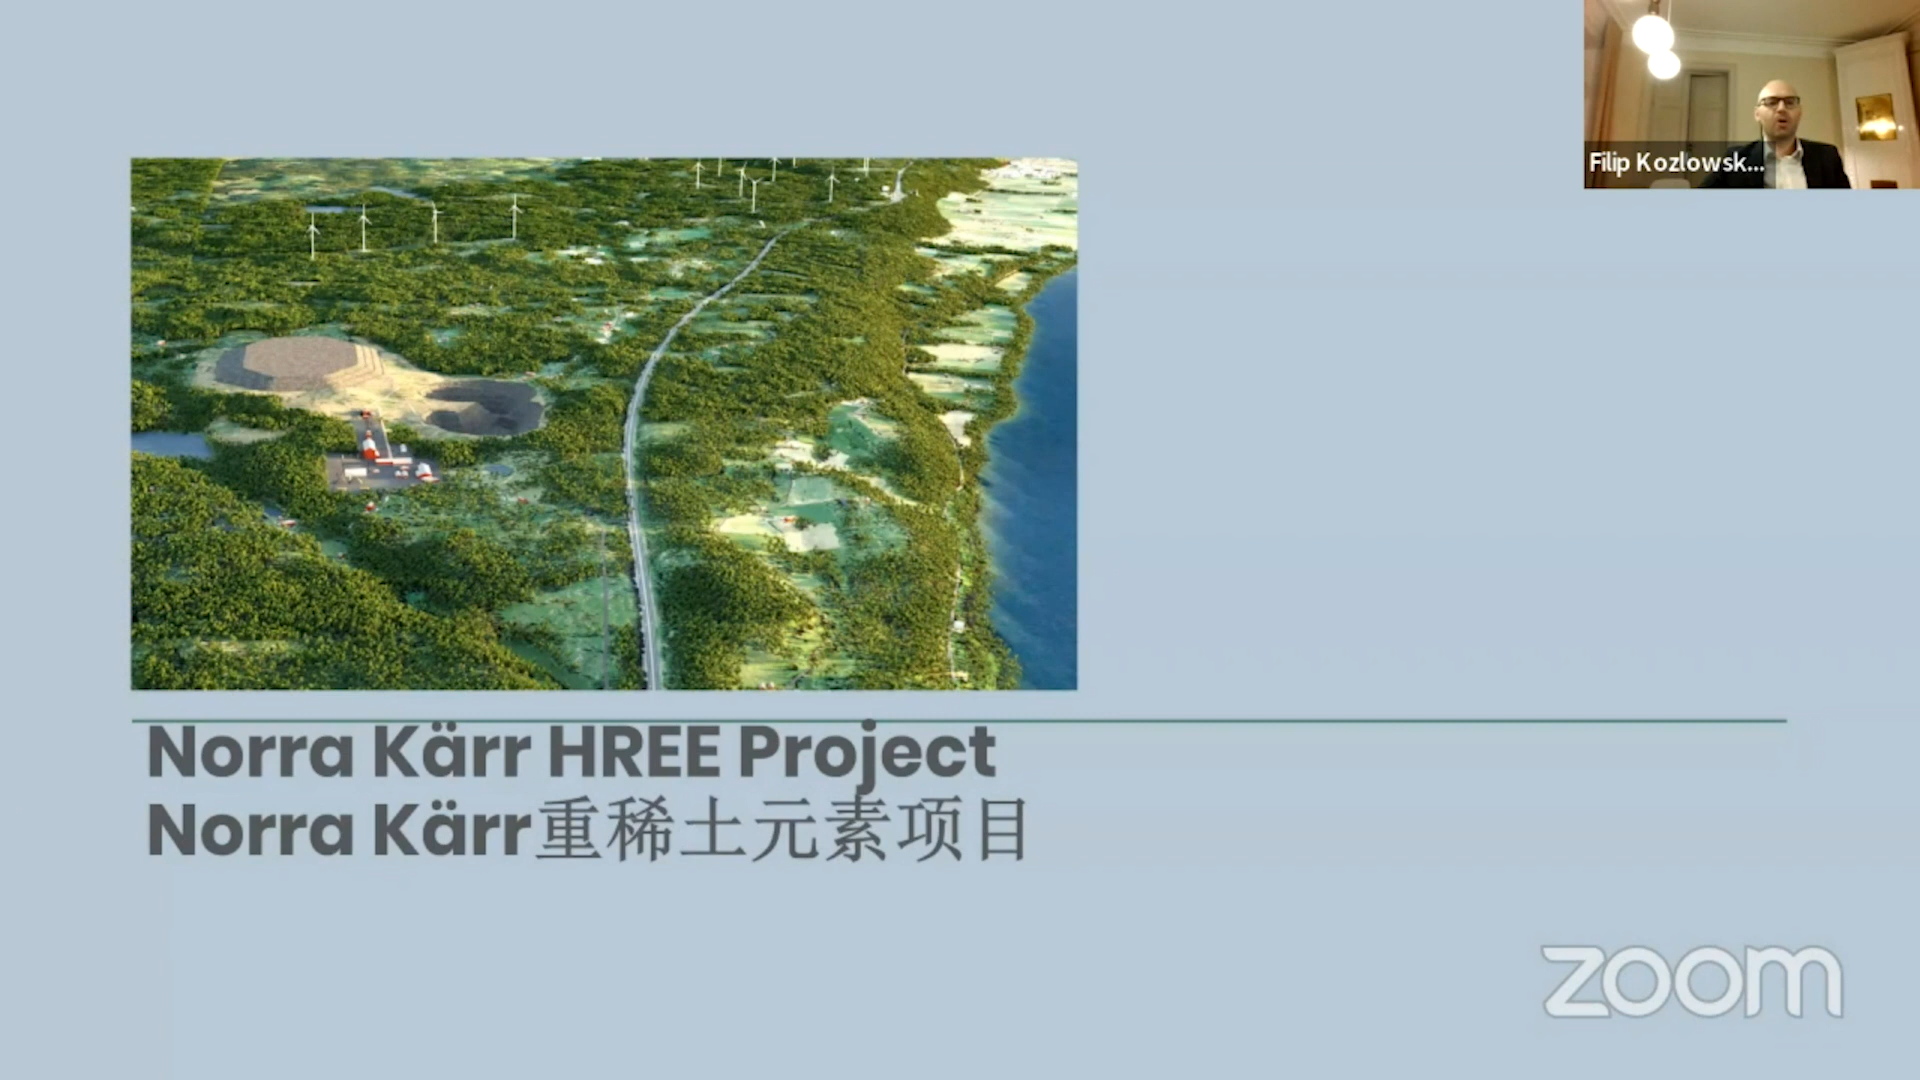 Filip Kozlowsk...
Norra Kärr HREE Project
Norra Kärr重稀土元素项目
zoom